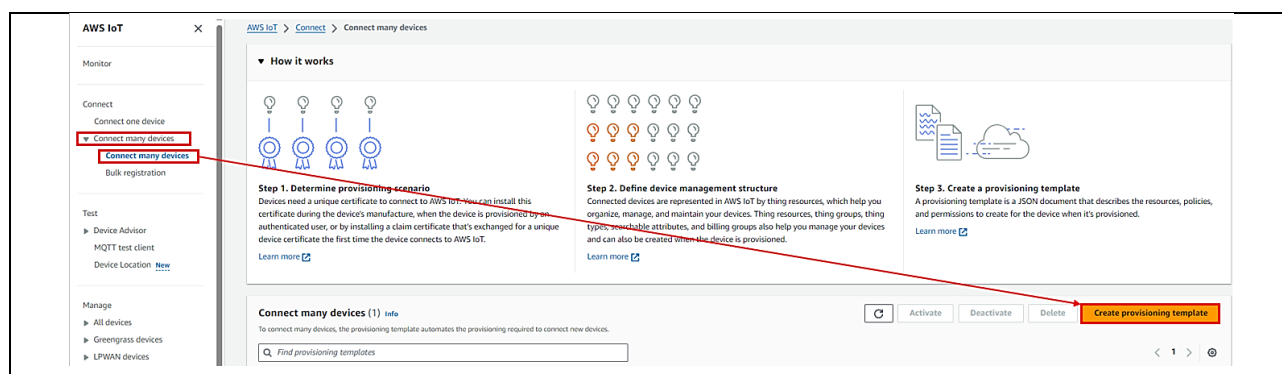 AWS IoT
Monitor
Connect
Connect one device
Connect many devices
Connect many devices
Bulk registration
Test
Device Advisor
MQTT test client
Device Location New
Manage
All devices
Greengrass devices
LPWAN devices
AWS IoT > Connect > Connect many devices
How it works
Step 1. Determine provisioning scenario
Devices need a unique certificate to connect to AWS IoT. You can install this
certificate during the device's manufacture, when the device is provisioned by an
authenticated user, or by installing a claim certificate that's exchanged for a unique
device certificate the first time the device connects to AWS IoT.
Learn more
Step 2. Define device management structure
Connected devices are represented in AWS IoT by thing resources, which help you
organize, manage, and maintain your devices. Thing resources, thing groups, thing
types, searchable attributes, and billing groups also help you manage your devices
and can also be created when the device is provisioned.
Learn more
Step 3. Create a provisioning template
A provisioning template is a JSON document that describes the resources, policies,
and permissions to create for the device when it's provisioned.
Learn more
Connect many devices (1) Info
To connect many devices, the provisioning template automates the provisioning required to connect new devices.
Activate
Deactivate
Delete
Create provisioning template
Find provisioning templates
< 1 >